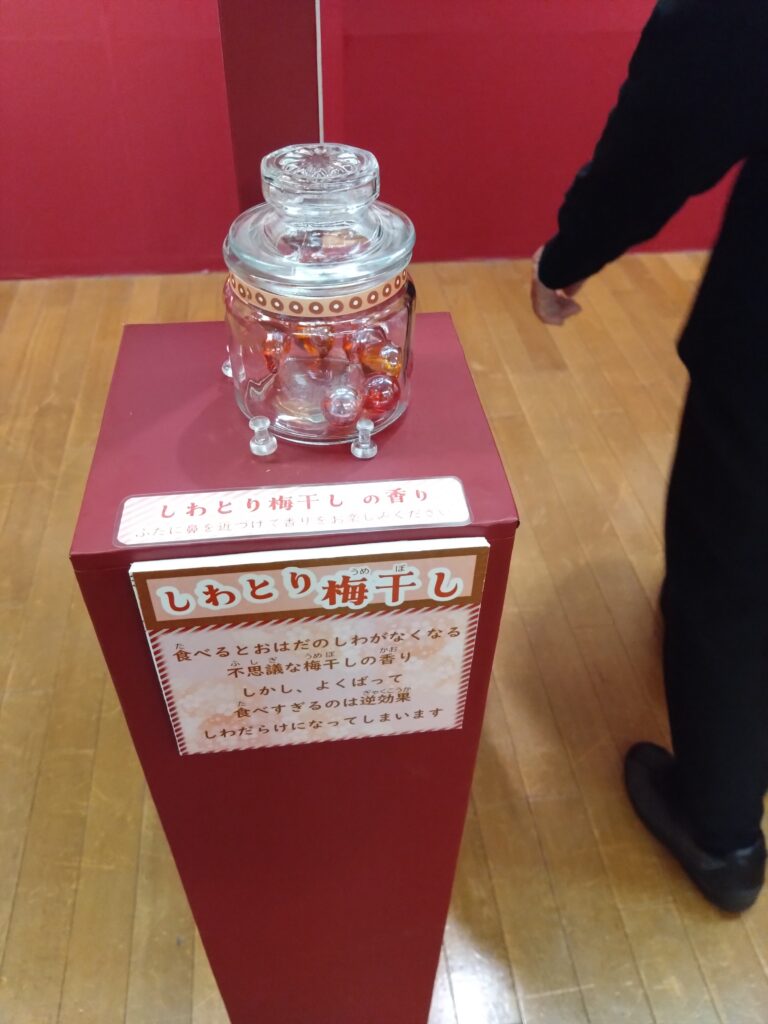 しわとり梅干しの香り
ふたに鼻を近づけて香りをお楽しみください
しわとり梅干し
食べるとおはだのしわがなくなる
不思議な梅干しの香り
しかし、よくばって
食べすぎるのは逆効果
しわだらけになってしまいます